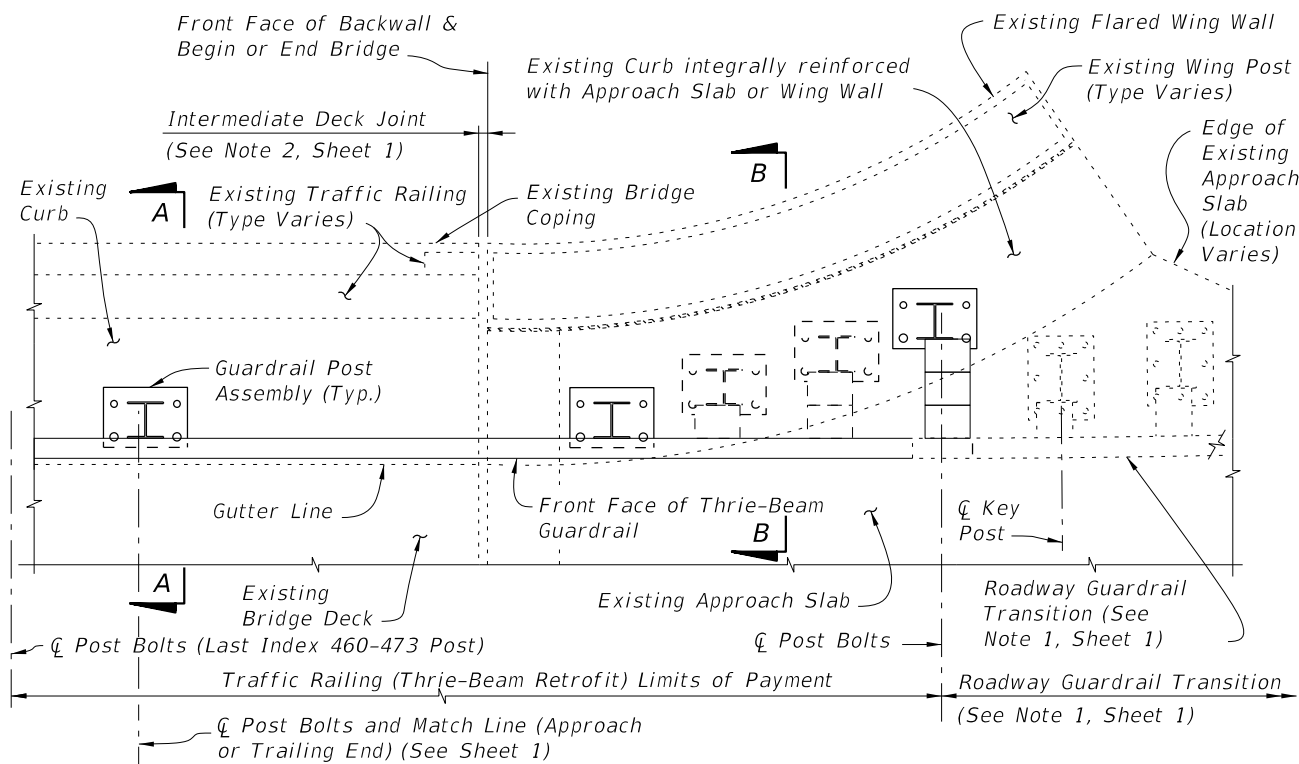 Front Face of Backwall &
Begin or End Bridge
Intermediate Deck Joint
(See Note 2, Sheet 1)
Existing Curb integrally reinforced
with Approach Slab or Wing Wall
Existing Flared Wing Wall
Existing Wing Post
(Type Varies)
Edge of
Existing
Approach
Slab
(Location
Varies)
Existing
Curb
A
Existing Traffic Railing
(Type Varies)
Existing Bridge
Coping
B
Guardrail Post
Assembly (Typ.)
Gutter Line
Front Face of Thrie-Beam
Guardrail
B
℄ Key
Post
A
Existing
Bridge Deck
Existing Approach Slab
Roadway Guardrail
Transition (See
Note 1, Sheet 1)
℄ Post Bolts (Last Index 460-473 Post)
℄ Post Bolts
Traffic Railing (Thrie-Beam Retrofit) Limits of Payment
Roadway Guardrail Transition
(See Note 1, Sheet 1)
℄ Post Bolts and Match Line (Approach
or Trailing End) (See Sheet 1)